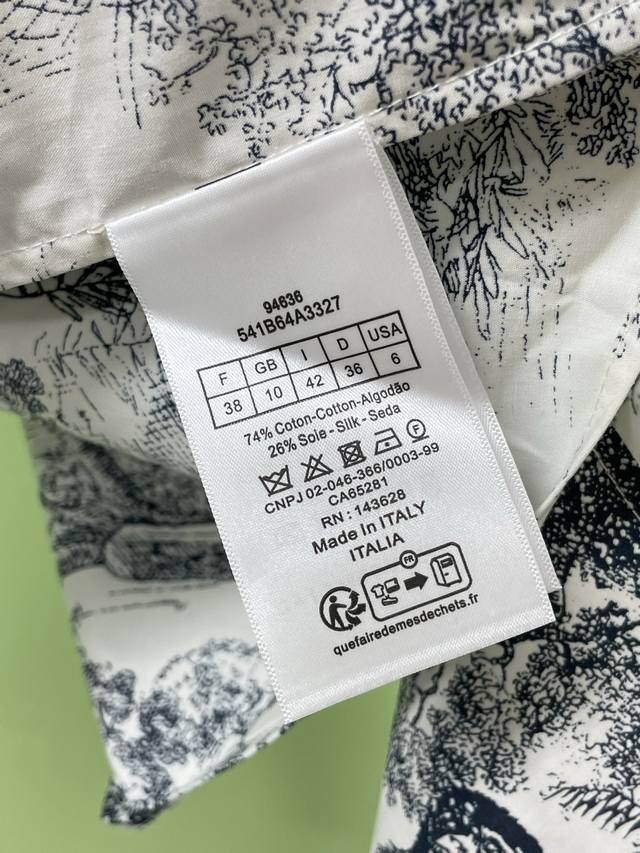 94636
541B64A3327
F GB I D USA
38 10 42 36 6
74% Coton-Cotton-Algodão
26% Soie - Silk - Seda
F
CNPJ 02-046-366/0003-99
CA65281
RN : 143628
Made In ITALY
ITALIA
FR
quefairedemesdechets.fr